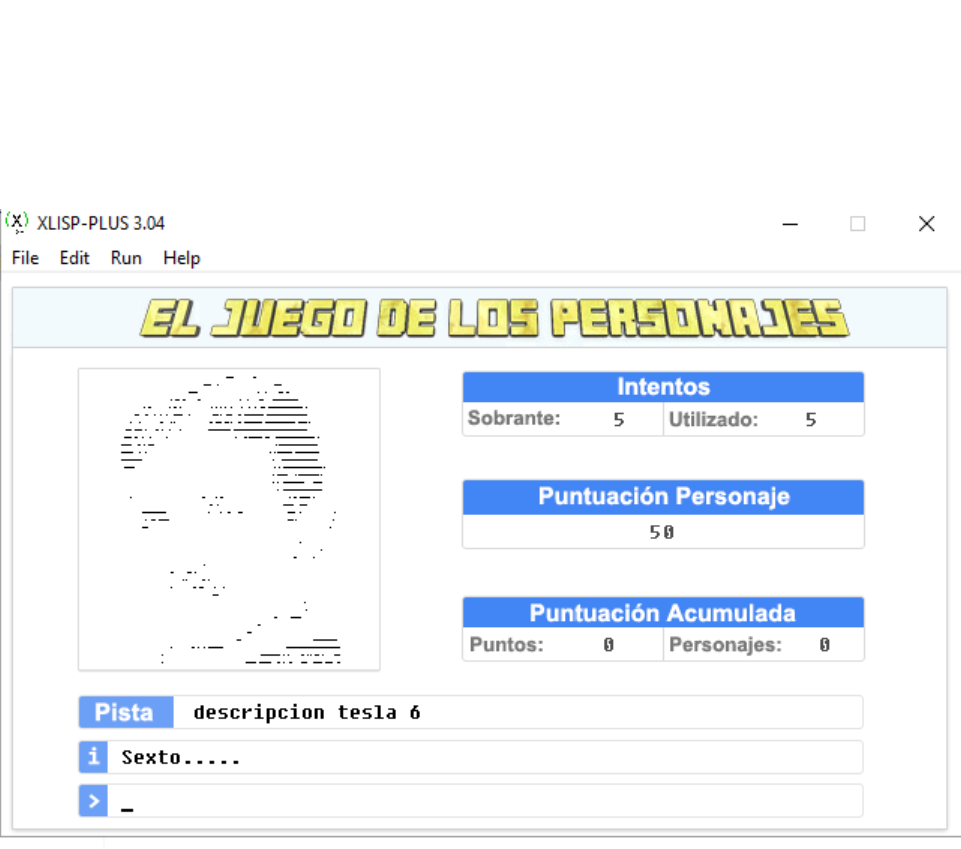 XLISP-PLUS 3.04
File Edit Run Help
EL JUEGO DE LOS PERSONAJES
Intentos
Sobrante: 5 Utilizado: 5
Puntuación Personaje
50
Puntuación Acumulada
Puntos: 0 Personajes: 0
Pista descripcion tesla 6
i Sexto.....
> _